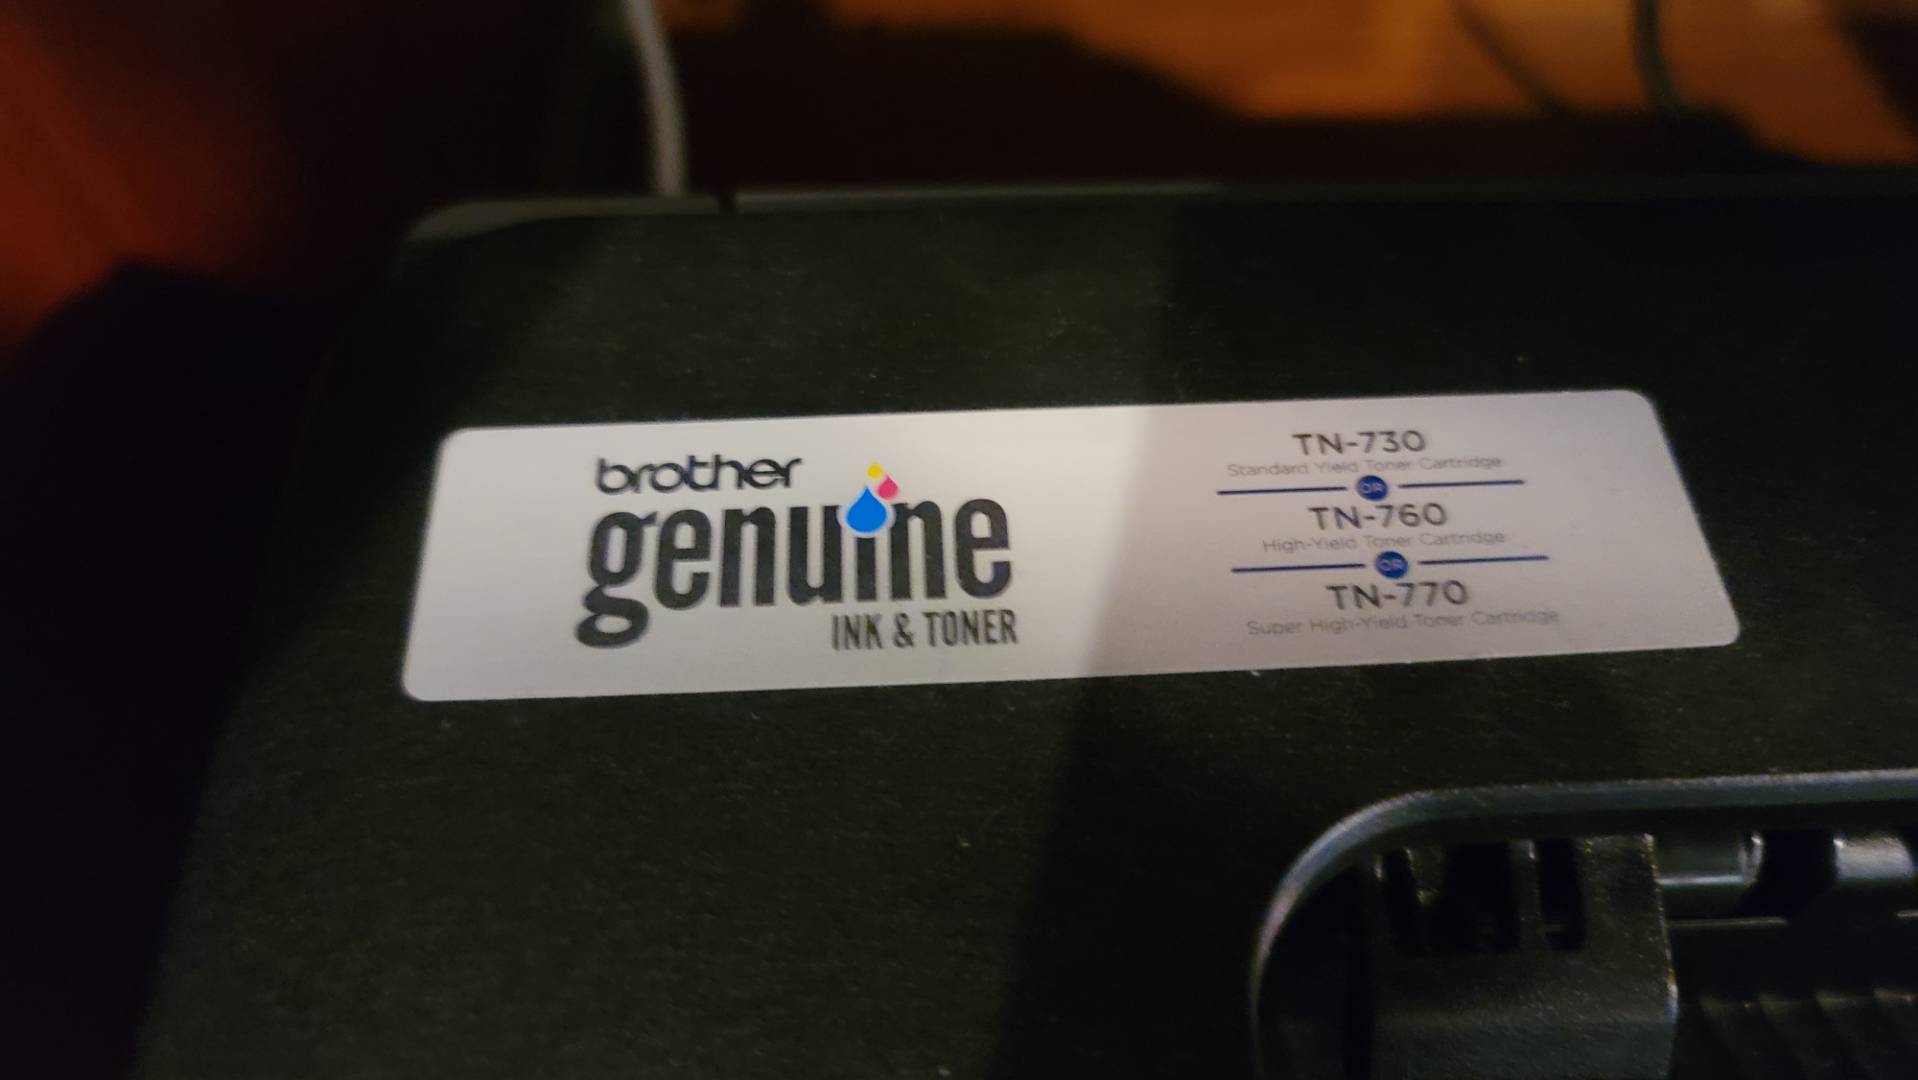 brother
genuine
INK & TONER
TN-730
Standard Yield Toner Cartridge
OR
TN-760
High-Yield Toner Cartridge
OR
TN-770
Super High-Yield Toner Cartridge